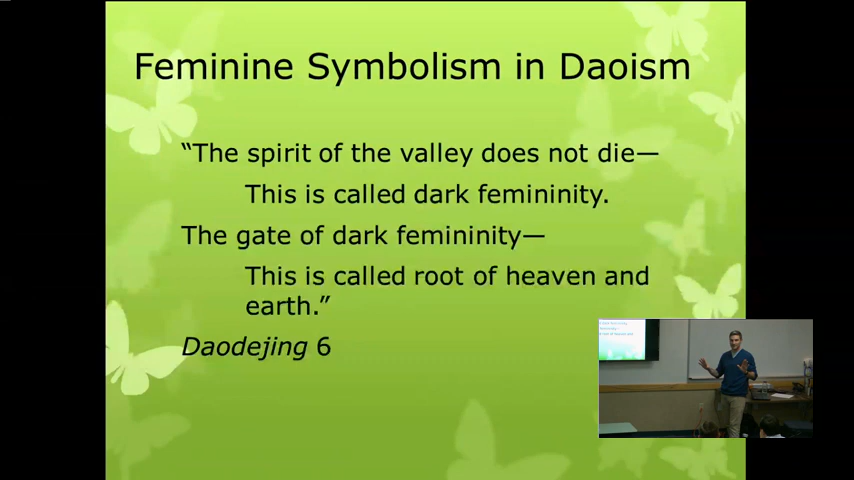 Feminine Symbolism in Daoism
“The spirit of the valley does not die—
This is called dark femininity.
The gate of dark femininity—
This is called root of heaven and
earth.”
Daodejing 6